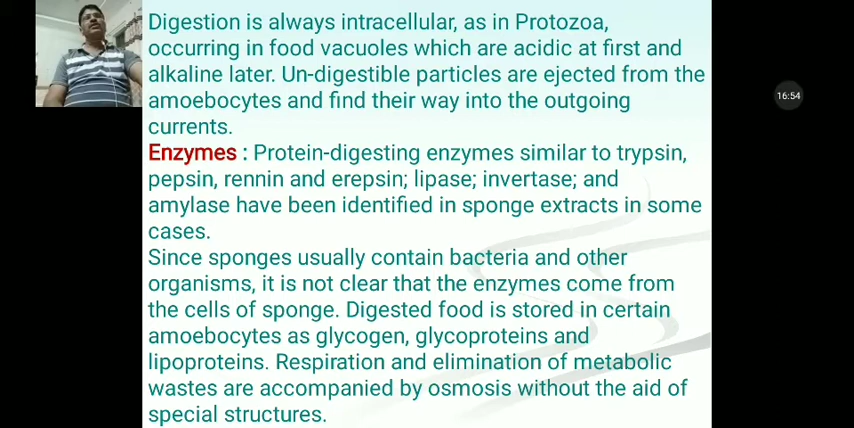 Digestion is always intracellular, as in Protozoa,
occurring in food vacuoles which are acidic at first and
alkaline later. Un-digestible particles are ejected from the
amoebocytes and find their way into the outgoing
currents.
Enzymes : Protein-digesting enzymes similar to trypsin,
pepsin, rennin and erepsin; lipase; invertase; and
amylase have been identified in sponge extracts in some
cases.
Since sponges usually contain bacteria and other
organisms, it is not clear that the enzymes come from
the cells of sponge. Digested food is stored in certain
amoebocytes as glycogen, glycoproteins and
lipoproteins. Respiration and elimination of metabolic
wastes are accompanied by osmosis without the aid of
special structures.
16:54